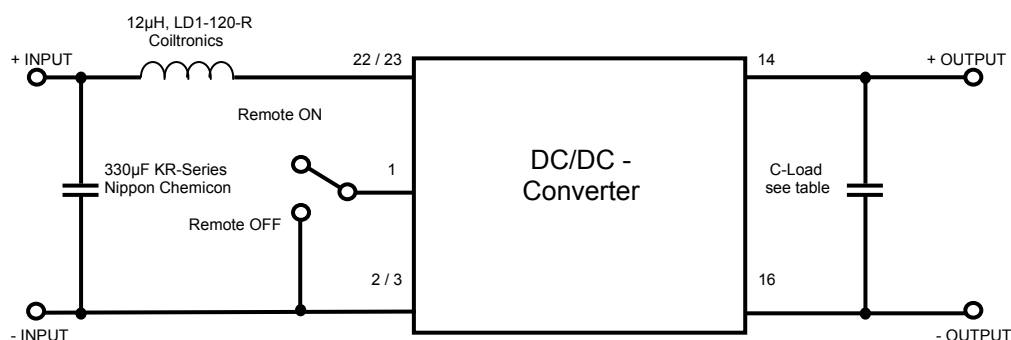 12µH, LD1-120-R
Coiltronics
+ INPUT
22 / 23
14
+ OUTPUT
Remote ON
330µF KR-Series
Nippon Chemicon
1
DC/DC -
Converter
C-Load
see table
Remote OFF
2 / 3
16
- INPUT
- OUTPUT